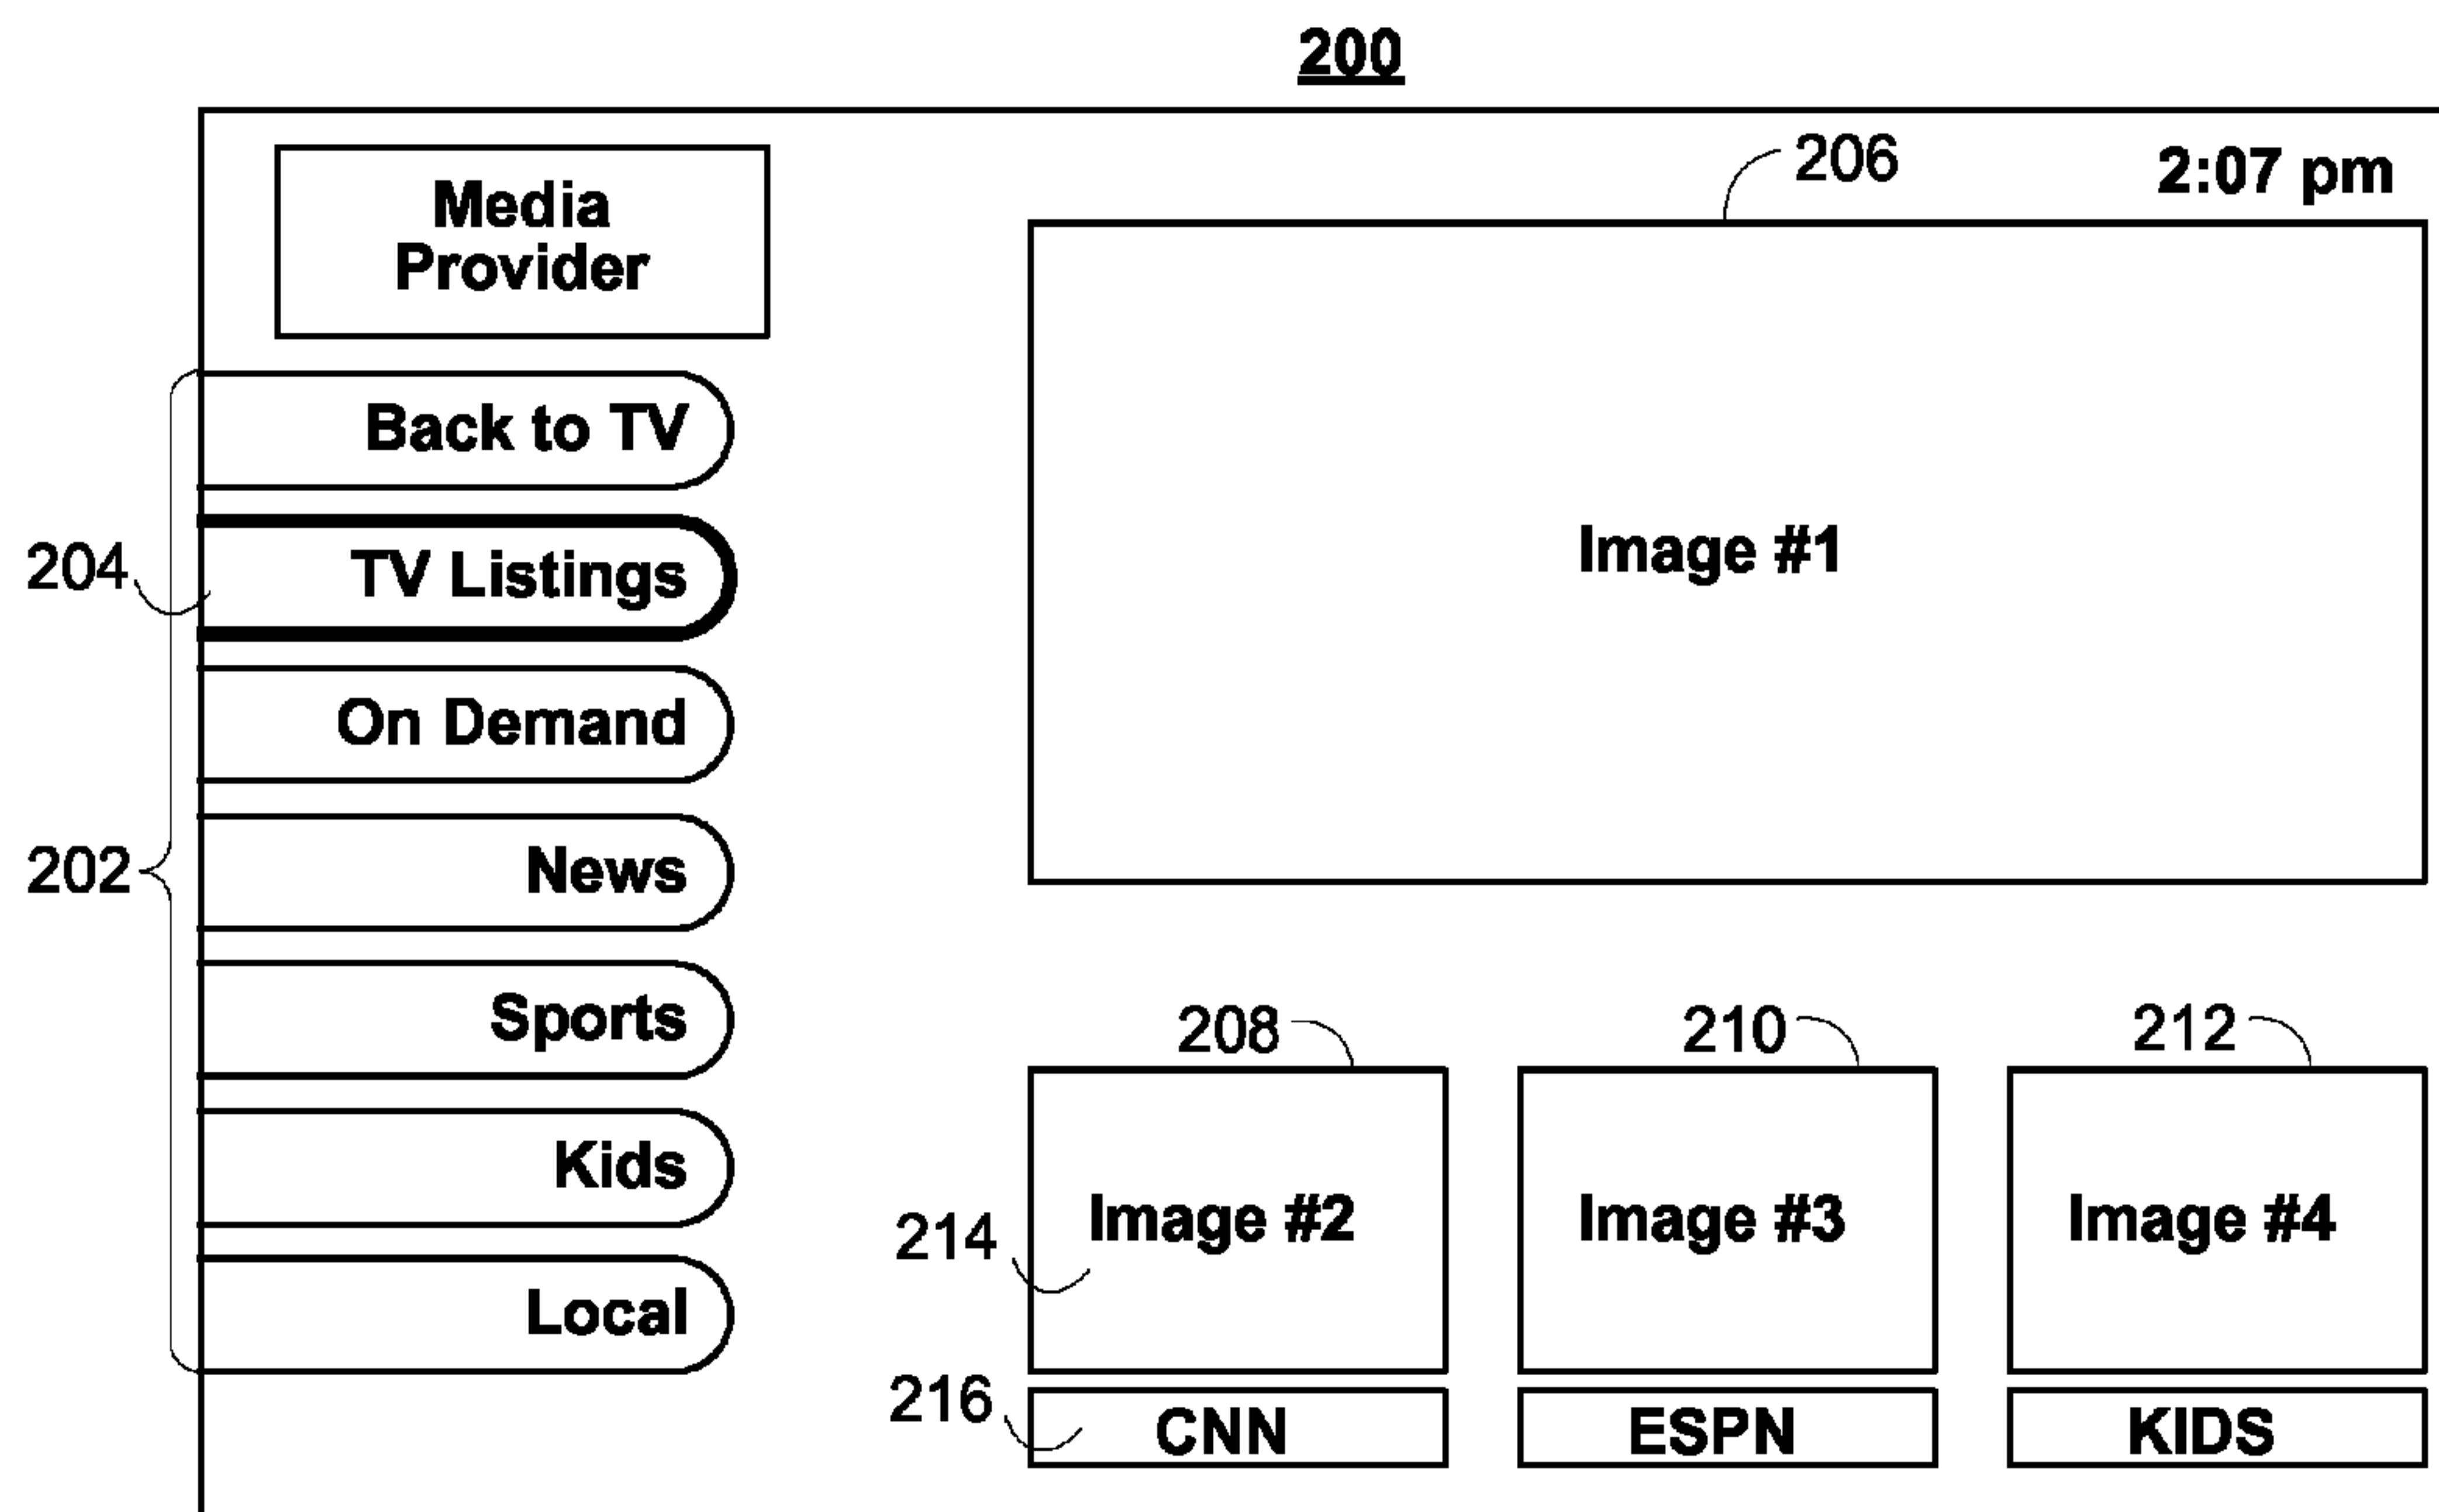 200
206
2:07 pm
Media
Provider
Image #1
Back to TV
204
TV Listings
On Demand
202
News
Sports
Kids
Local
208
210
212
Image #2
Image #3
Image #4
214
216
CNN
ESPN
KIDS